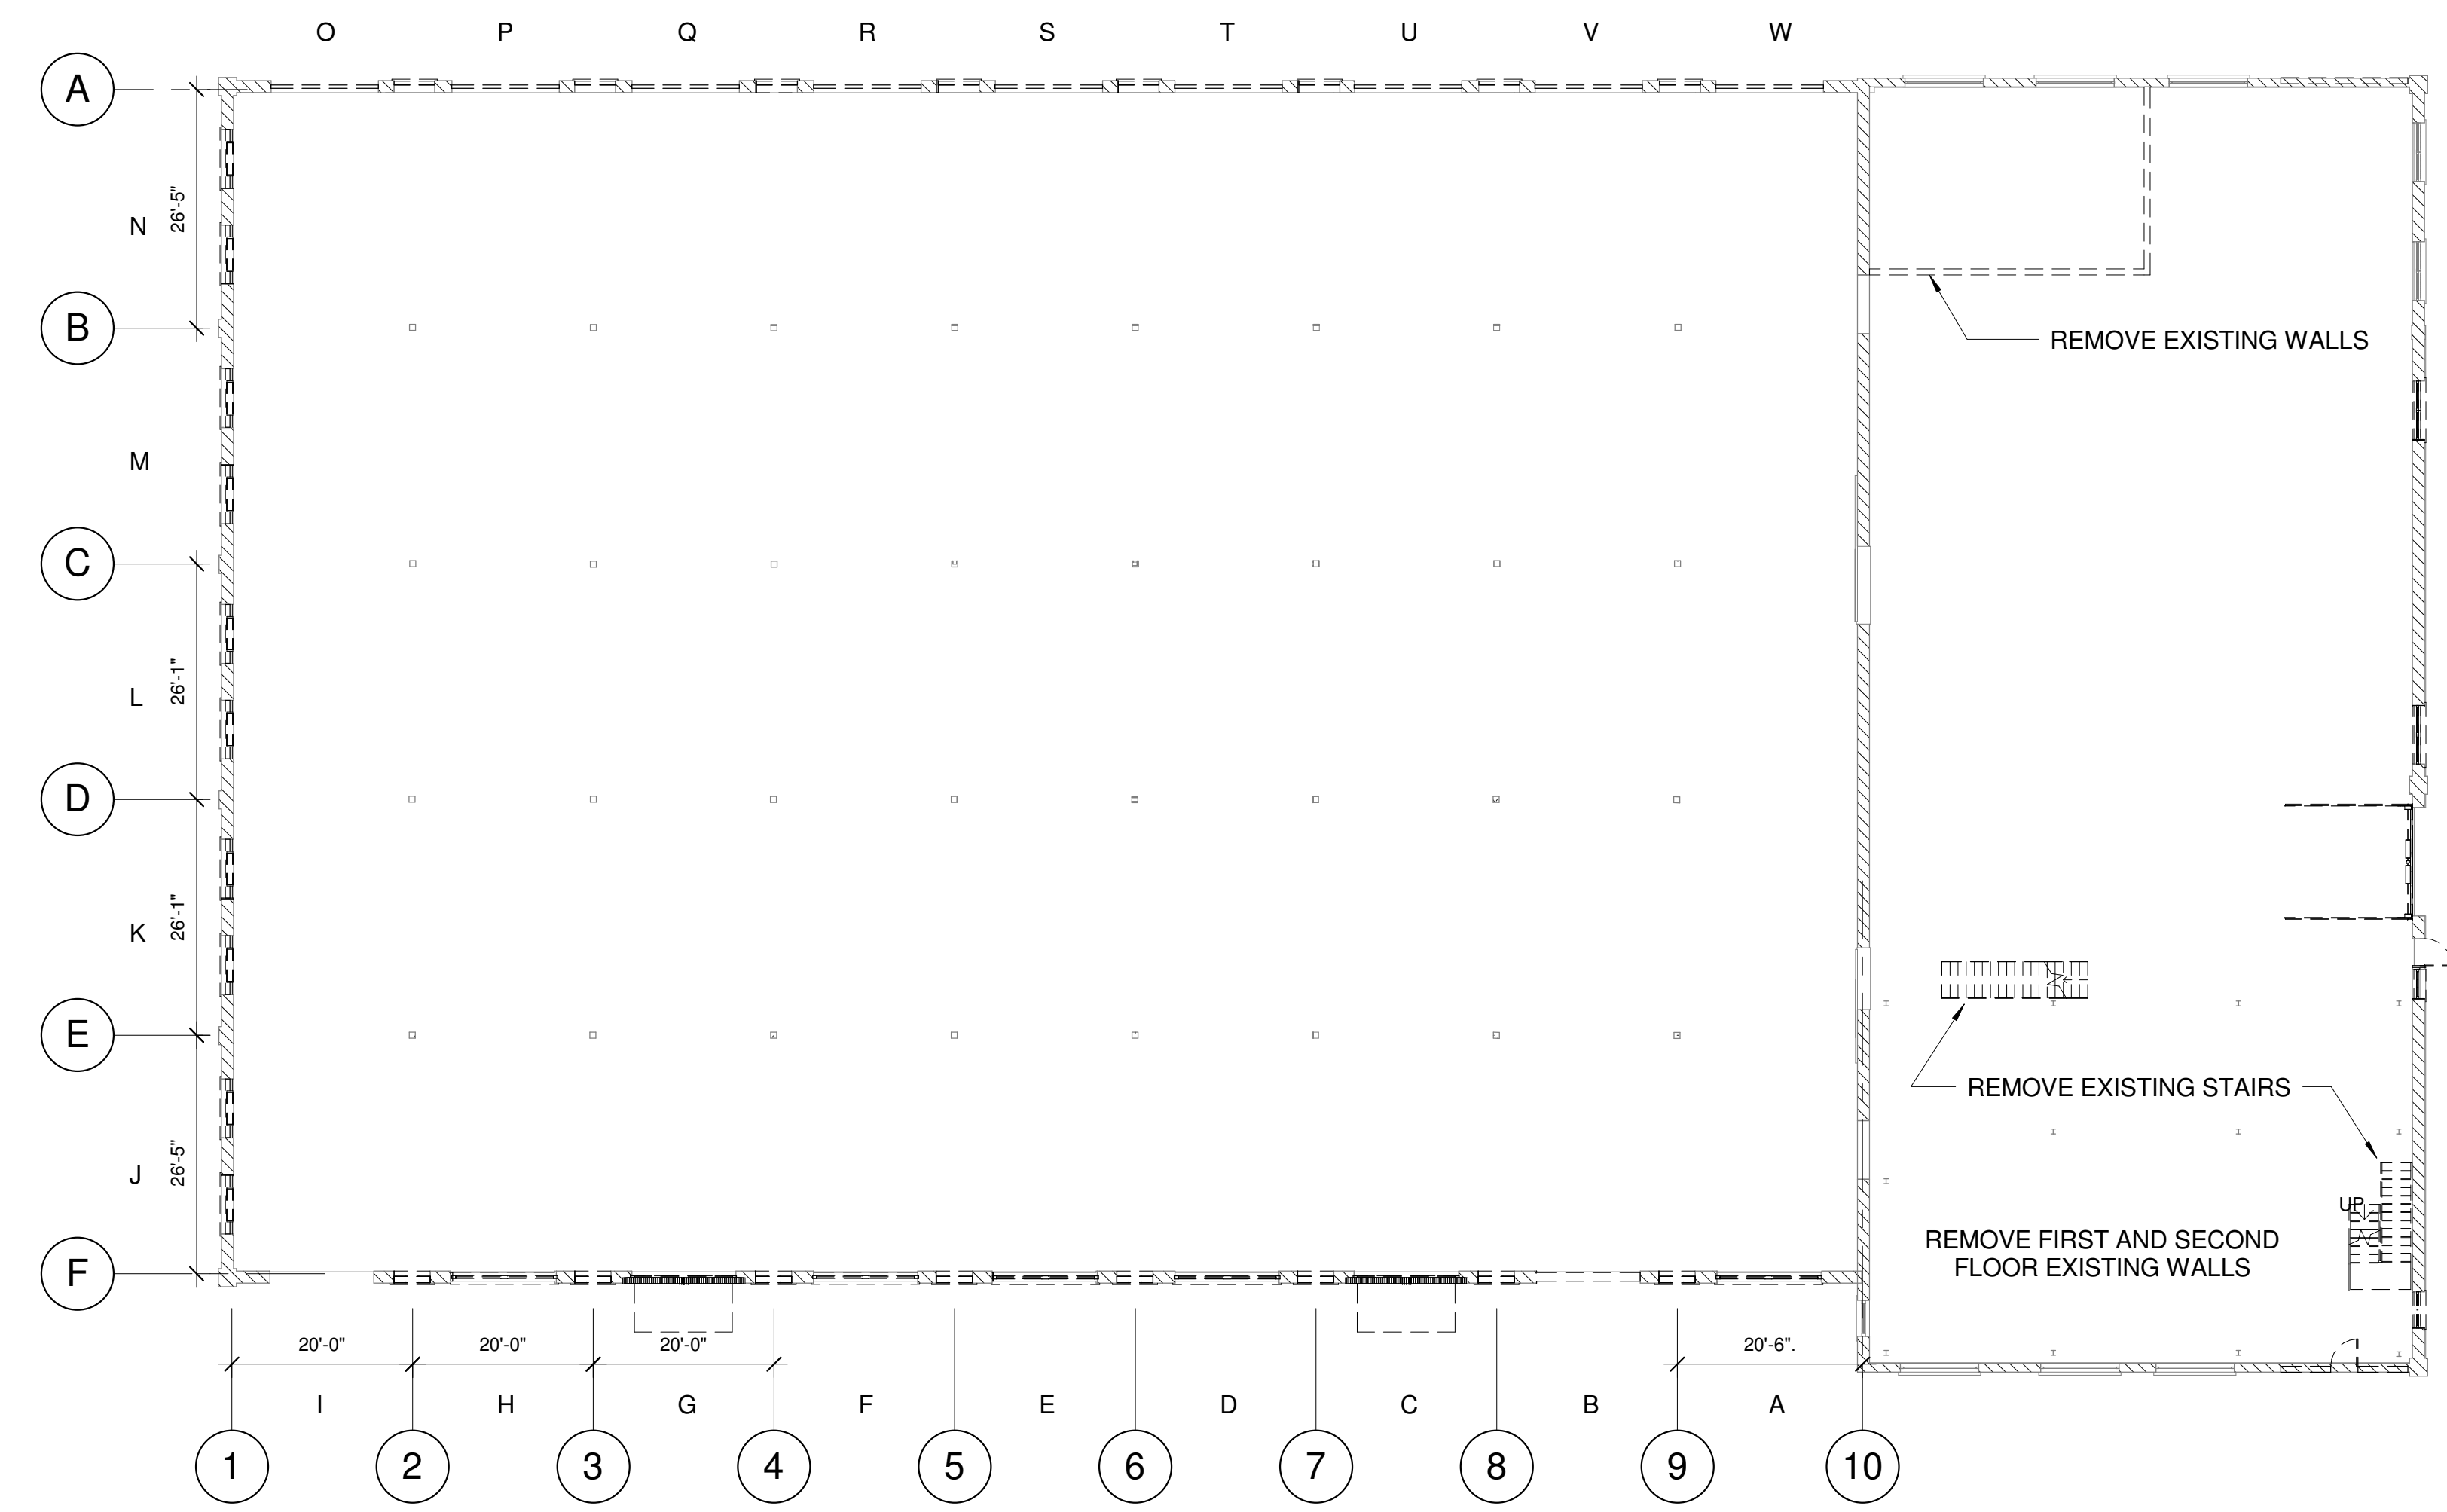 O P Q R S T U V W
A
26'-5"
N
B
REMOVE EXISTING WALLS
M
C
26'-1"
L
D
26'-1"
K
E
REMOVE EXISTING STAIRS
26'-5"
J
UP
REMOVE FIRST AND SECOND
FLOOR EXISTING WALLS
F
20'-0" 20'-0" 20'-0" 20'-6".
I H G F E D C B A
1 2 3 4 5 6 7 8 9 10